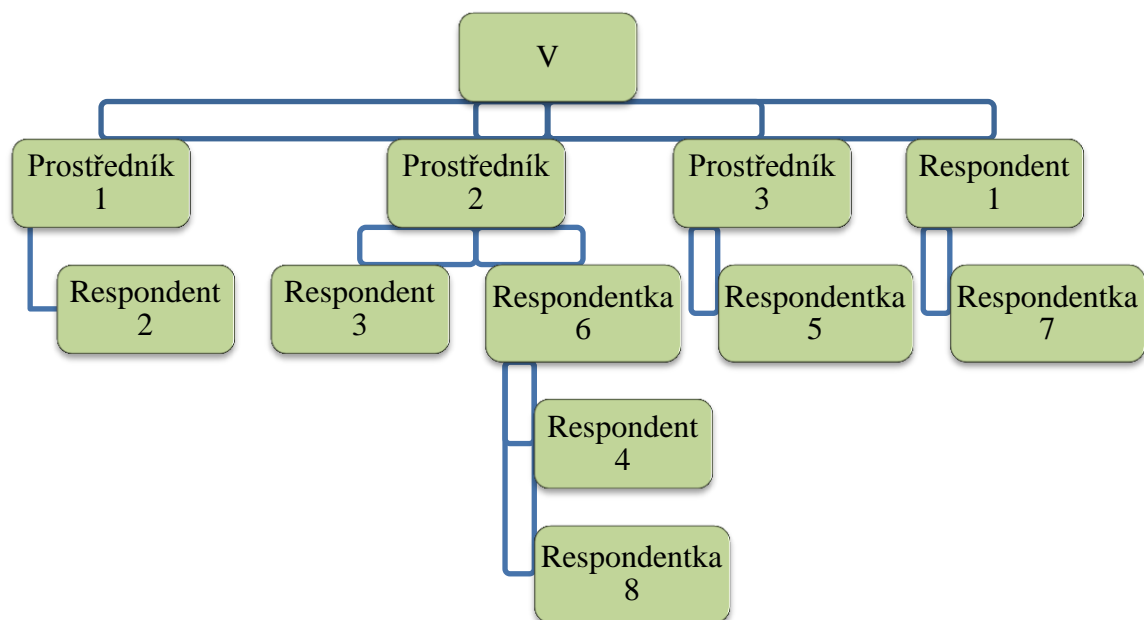 V
Prostředník
1
Prostředník
2
Prostředník
3
Respondent
1
Respondent
2
Respondent
3
Respondentka
6
Respondentka
5
Respondentka
7
Respondent
4
Respondentka
8